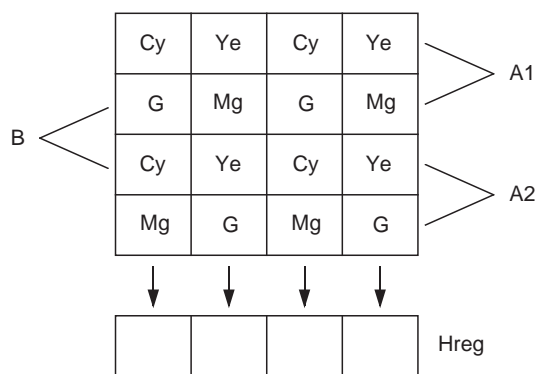 Cy Ye Cy Ye
A1
G Mg G Mg
B
Cy Ye Cy Ye
A2
Mg G Mg G
Hreg